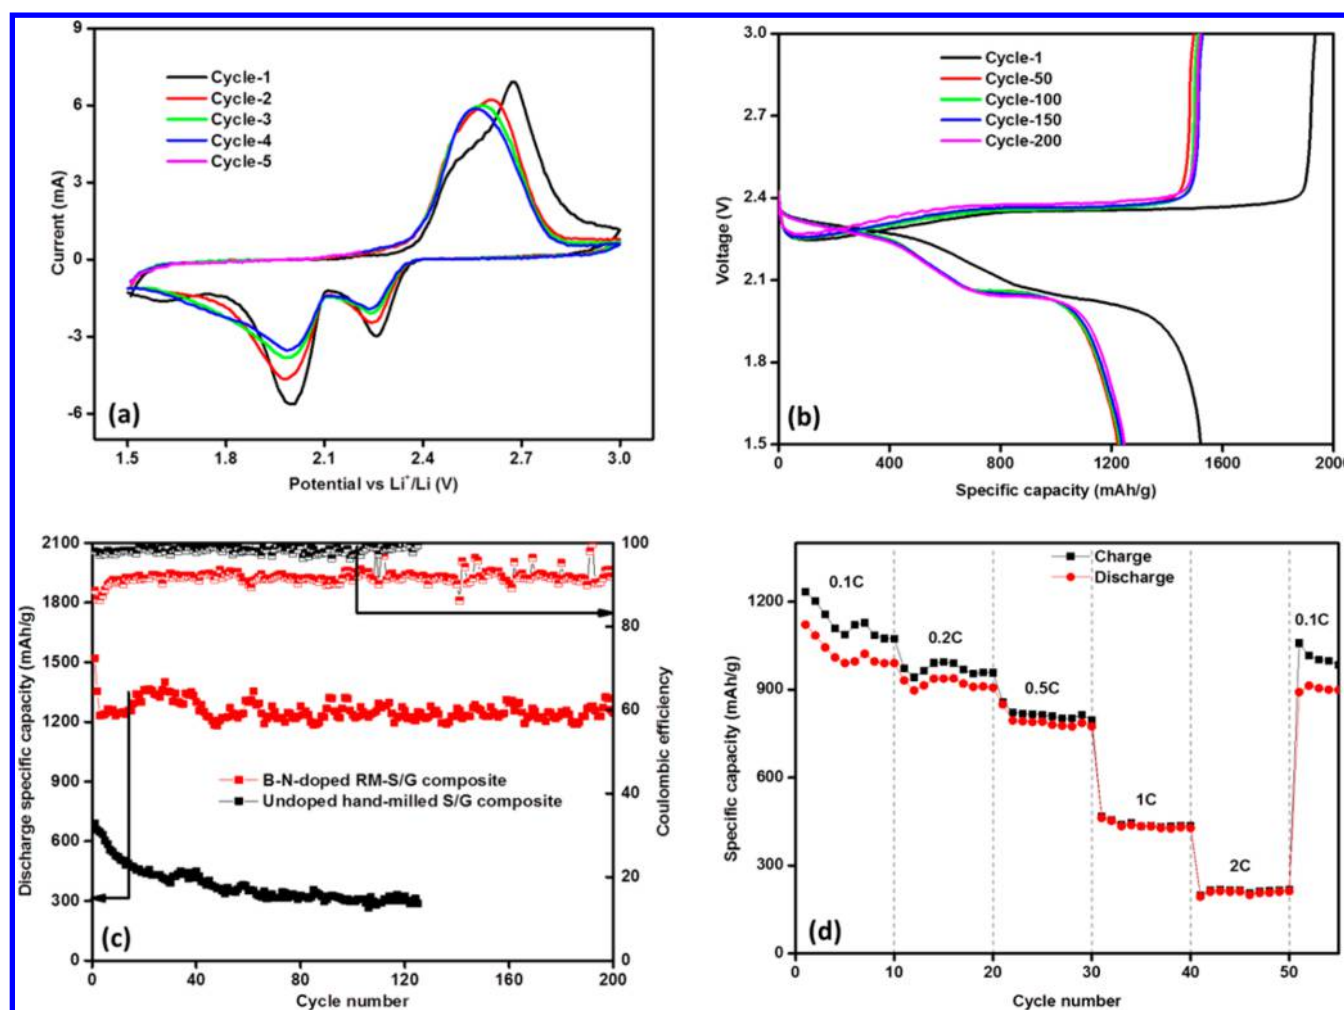 9
6
3
0
-3
-6
Current (mA)
Cycle-1
Cycle-2
Cycle-3
Cycle-4
Cycle-5
(a)
1.5 1.8 2.1 2.4 2.7 3.0
Potential vs Li⁺/Li (V)
3.0
2.7
2.4
2.1
1.8
1.5
Voltage (V)
Cycle-1
Cycle-50
Cycle-100
Cycle-150
Cycle-200
(b)
0 400 800 1200 1600 2000
Specific capacity (mAh/g)
2100
1800
1500
1200
900
600
300
0
Discharge specific capacity (mAh/g)
100
80
60
40
20
0
Coulombic efficiency
B-N-doped RM-S/G composite
Undoped hand-milled S/G composite
(c)
0 40 80 120 160 200
Cycle number
1200
900
600
300
0
Specific capacity (mAh/g)
Charge
Discharge
0.1C
0.2C
0.5C
1C
2C
0.1C
(d)
0 10 20 30 40 50
Cycle number